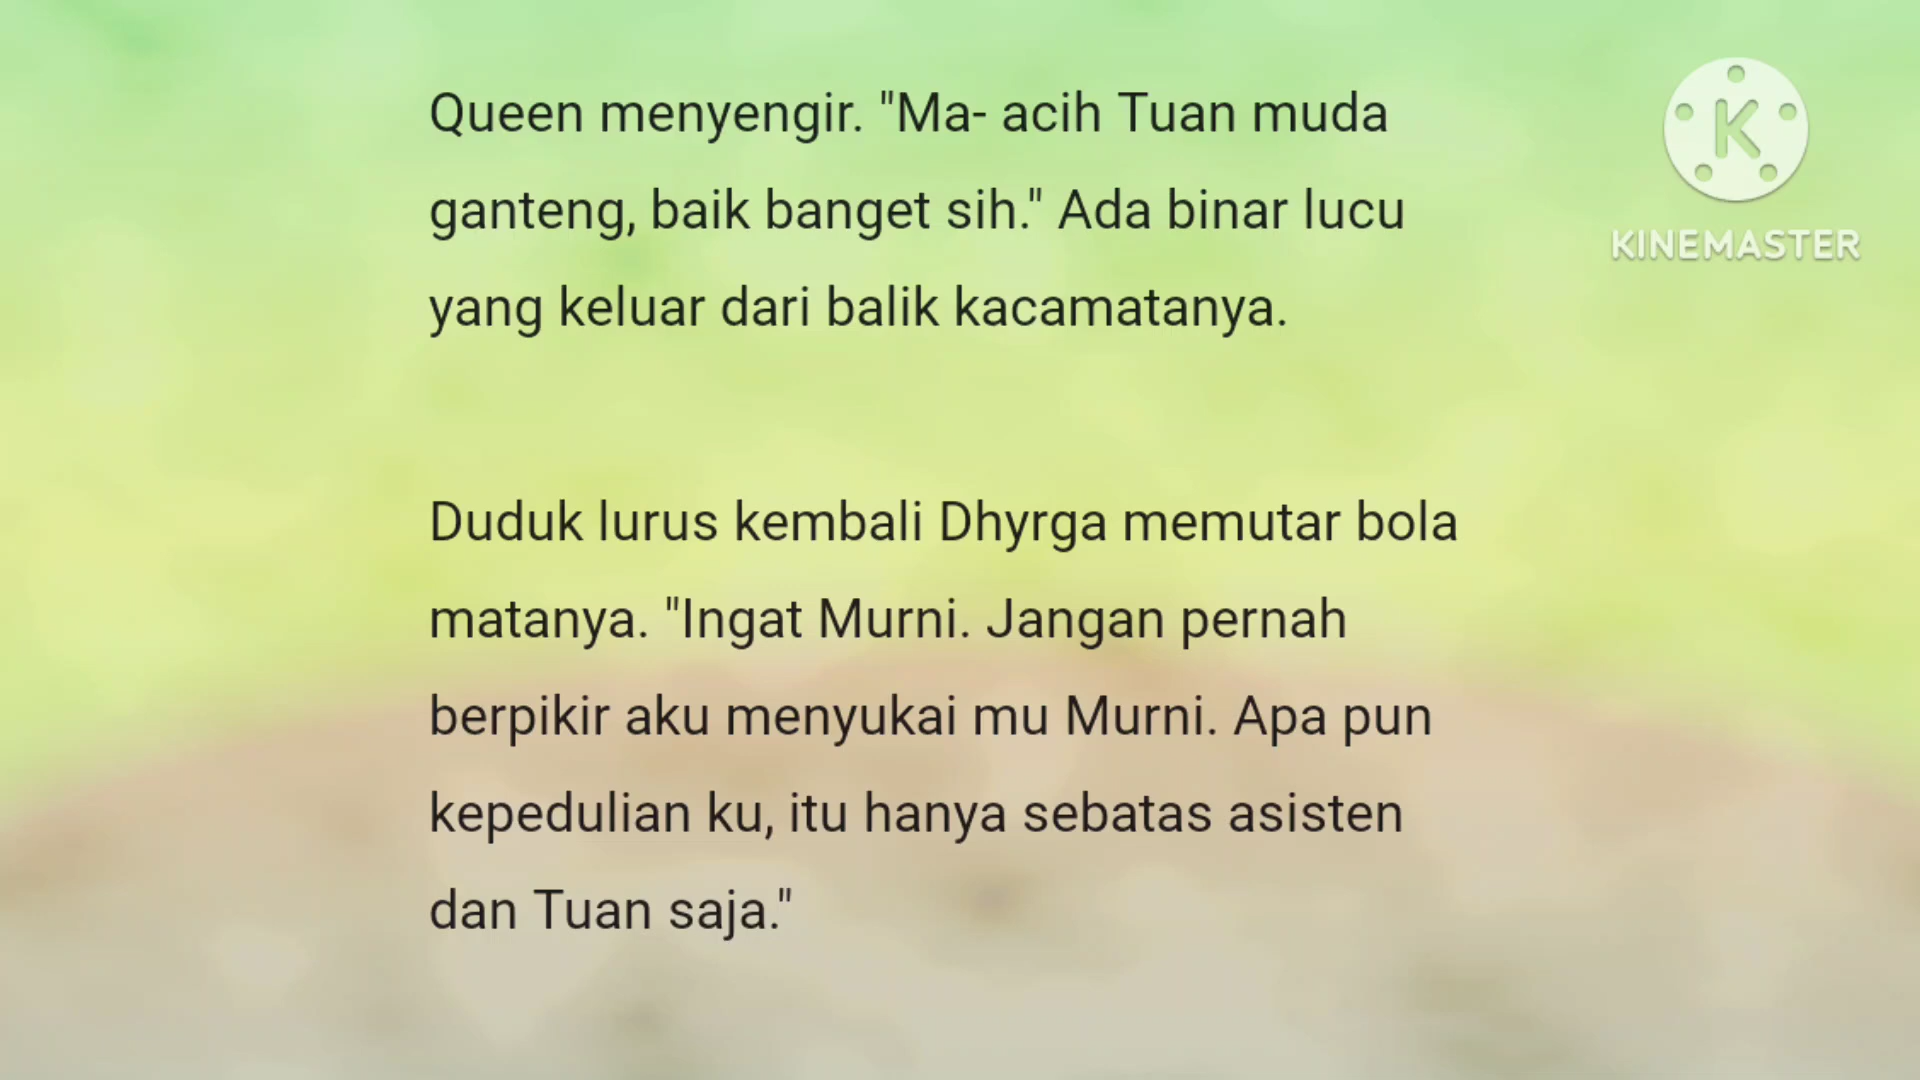 Queen menyengir. "Ma- acih Tuan muda
ganteng, baik banget sih." Ada binar lucu
yang keluar dari balik kacamatanya.
Duduk lurus kembali Dhyrga memutar bola
matanya. "Ingat Murni. Jangan pernah
berpikir aku menyukai mu Murni. Apa pun
kepedulian ku, itu hanya sebatas asisten
dan Tuan saja."
K
KINEMASTER